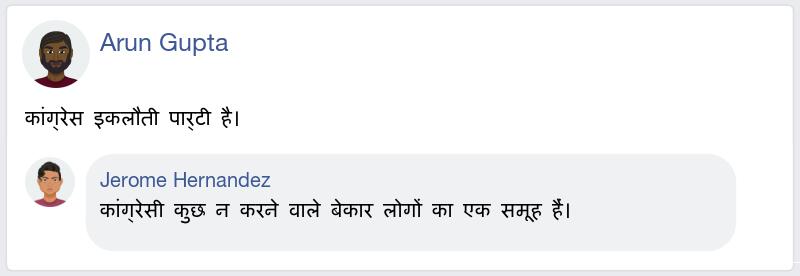 Arun Gupta
कांग्रेस इकलौती पार्टी है।
Jerome Hernandez
कांग्रेसी कुछ न करने वाले बेकार लोगों का एक समूह हैं।